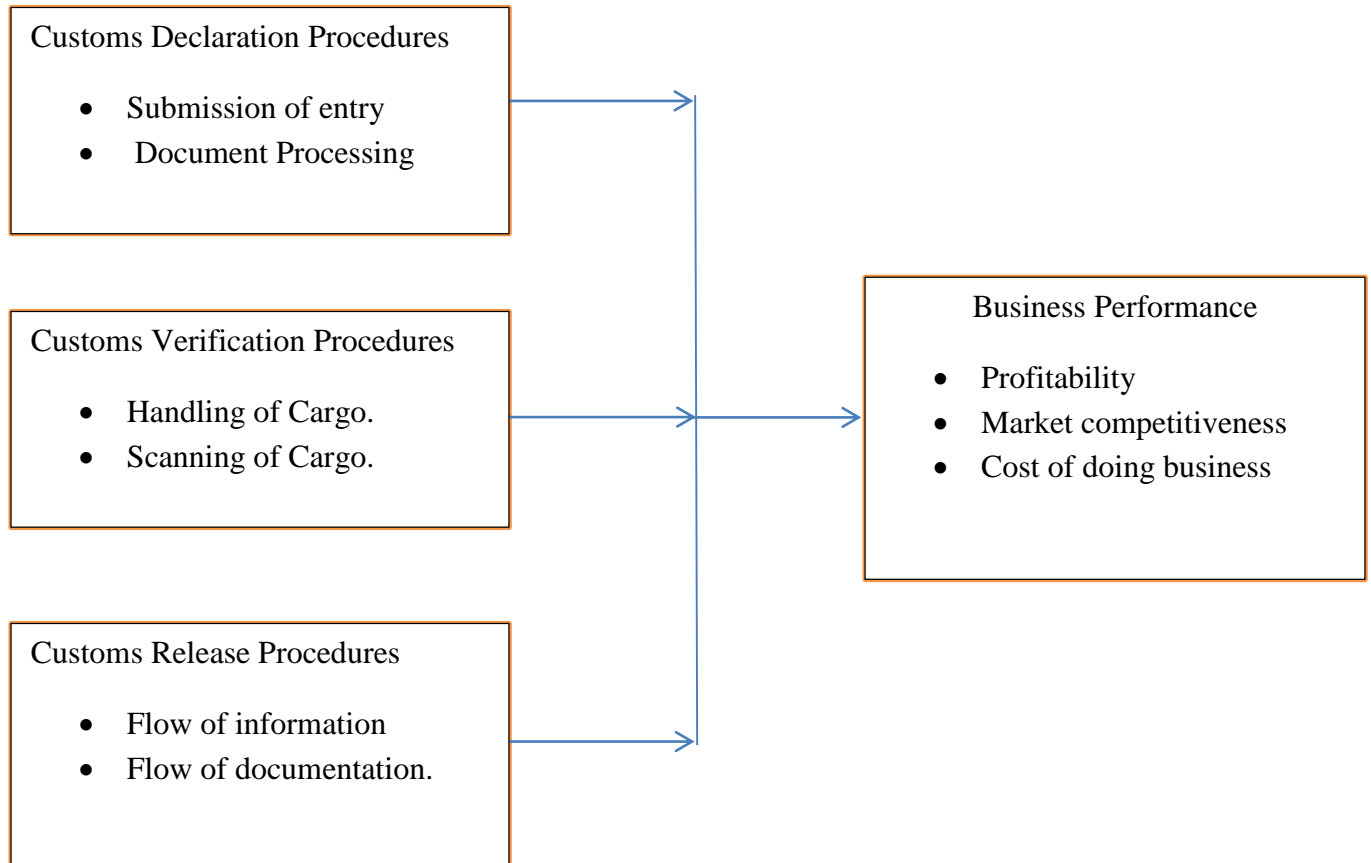 Customs Declaration Procedures
• Submission of entry
• Document Processing
Customs Verification Procedures
• Handling of Cargo.
• Scanning of Cargo.
Customs Release Procedures
• Flow of information
• Flow of documentation.
Business Performance
• Profitability
• Market competitiveness
• Cost of doing business